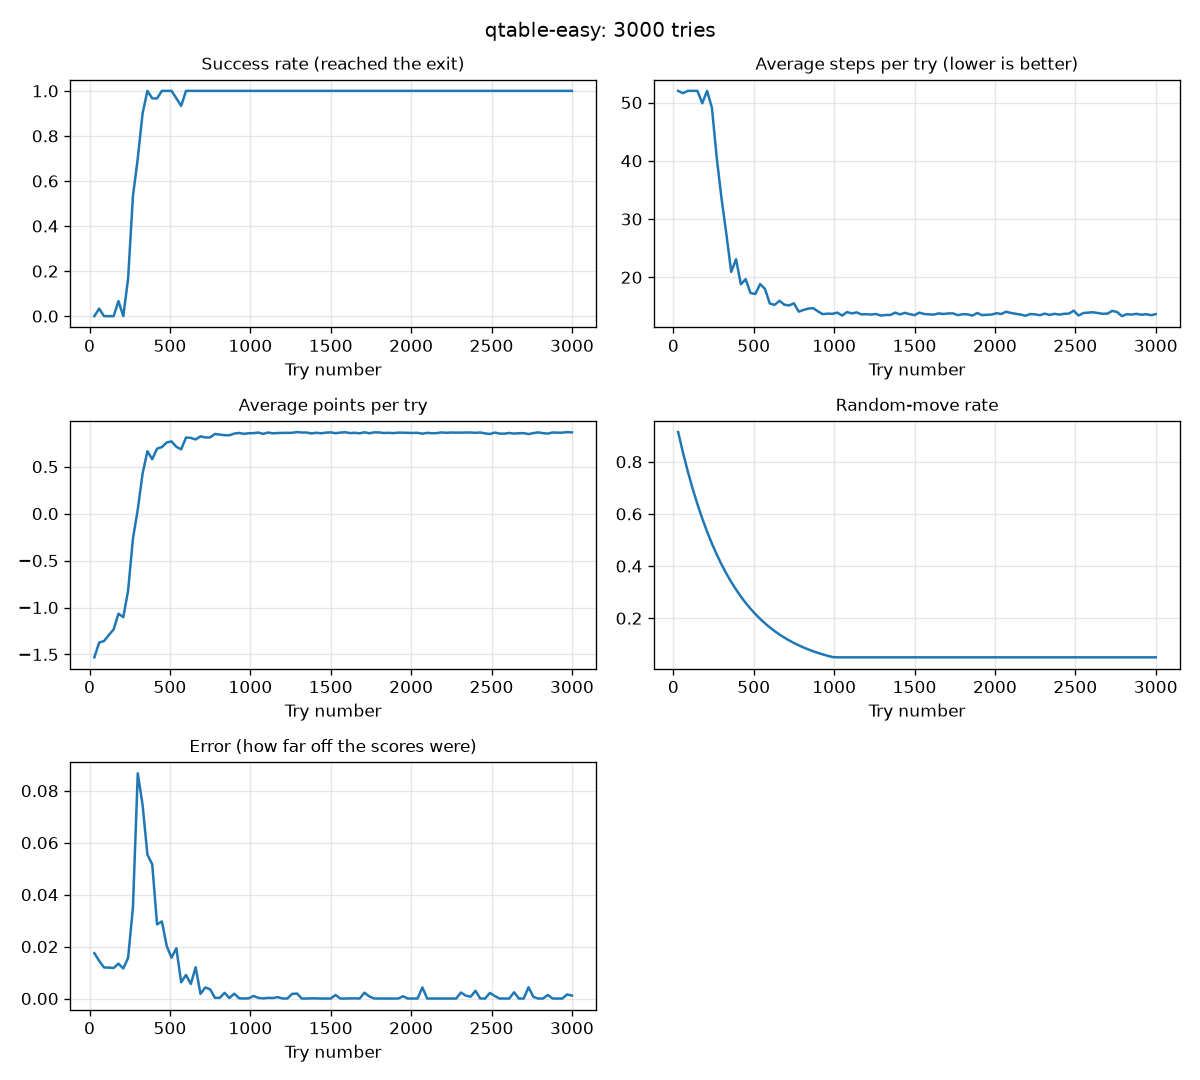 qtable-easy: 3000 tries
Success rate (reached the exit)
1.0
0.8
0.6
0.4
0.2
0.0
0 500 1000 1500 2000 2500 3000
Try number
Average steps per try (lower is better)
50
40
30
20
0 500 1000 1500 2000 2500 3000
Try number
Average points per try
0.5
0.0
−0.5
−1.0
−1.5
0 500 1000 1500 2000 2500 3000
Try number
Random-move rate
0.8
0.6
0.4
0.2
0 500 1000 1500 2000 2500 3000
Try number
Error (how far off the scores were)
0.08
0.06
0.04
0.02
0.00
0 500 1000 1500 2000 2500 3000
Try number